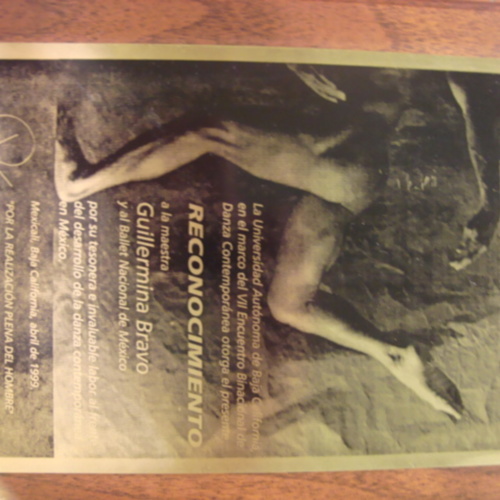 La Universidad Autónoma de Baja California,
en el marco del VII Encuentro Binacional de
Danza Contemporánea otorga el presente
RECONOCIMIENTO
a la maestra
Guillermina Bravo
y al Ballet Nacional de México
por su tesonera e invaluable labor
del desarrollo de la danza contemporánea
en México.
Mexicali, Baja California, abril de 1999.
"POR LA REALIZACIÓN PLENA DEL HOMBRE"